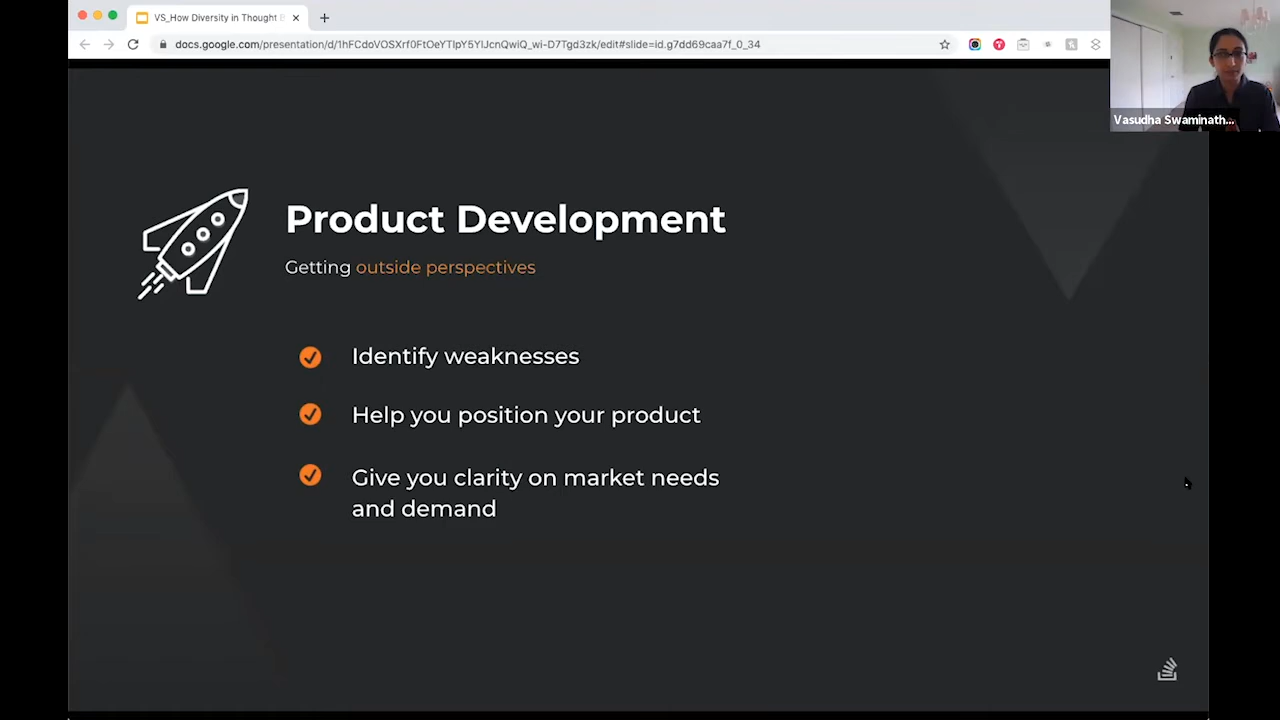 VS_How Diversity in Thought
docs.google.com/presentation/d/1hFCdoVOSXrf0FtOeYTlpY5YlJcnQwiQ_wi-D7Tgd3zk/edit#slide=id.g7dd69caa7f_0_34
Vasudha Swaminath...
Product Development
Getting outside perspectives
Identify weaknesses
Help you position your product
Give you clarity on market needs
and demand